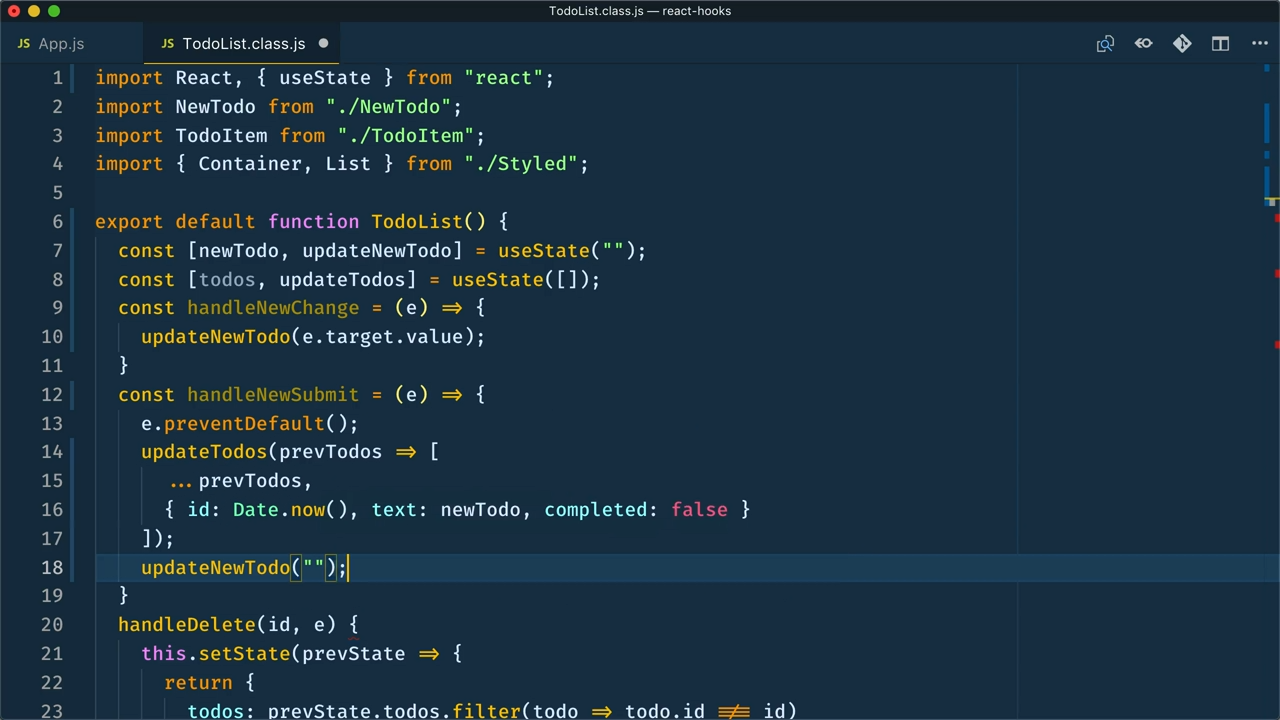 TodoList.class.js — react-hooks
JS App.js
JS TodoList.class.js
1 import React, { useState } from "react";
2 import NewTodo from "./NewTodo";
3 import TodoItem from "./TodoItem";
4 import { Container, List } from "./Styled";
5
6 export default function TodoList() {
7 const [newTodo, updateNewTodo] = useState("");
8 const [todos, updateTodos] = useState([]);
9 const handleNewChange = (e) => {
10 updateNewTodo(e.target.value);
11 }
12 const handleNewSubmit = (e) => {
13 e.preventDefault();
14 updateTodos(prevTodos => [
15 ...prevTodos,
16 { id: Date.now(), text: newTodo, completed: false }
17 ]);
18 updateNewTodo("");
19 }
20 handleDelete(id, e) {
21 this.setState(prevState => {
22 return {
23 todos: prevState.todos.filter(todo => todo.id !== id)